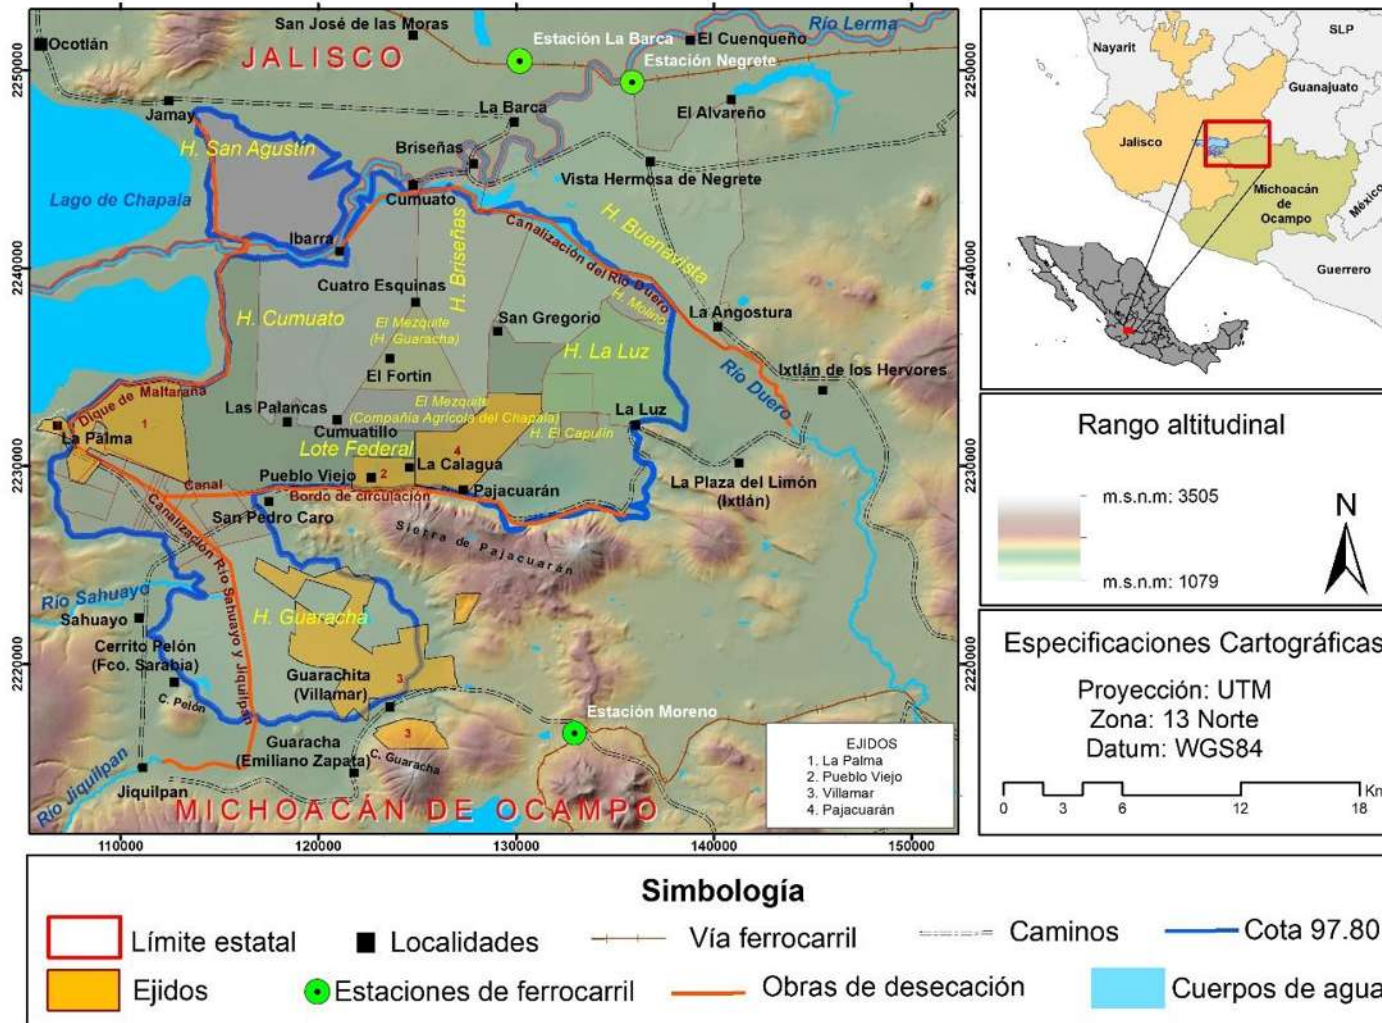 San José de las Moras
Río Lerma
Ocotlán
Estación La Barca
El Cuenqueño
JALISCO
Estación Negrete
Jamay
La Barca
El Alvareño
H. San Agustín
Briseñas
Vista Hermosa de Negrete
Lago de Chapala
Cumuato
Ibarra
H. Briseñas
Canalización del Río Duero
H. Buenavista
Cuatro Esquinas
H. Cumuato
El Mezquite
(H. Guaracha)
San Gregorio
H. Molino
La Angostura
H. La Luz
El Fortín
Río Duero
Ixtlán de los Hervores
Dique de Maltaraña
1
Las Palancas
El Mezquite
(Compañía Agrícola del Chapala)
La Luz
La Palma
Cumuatillo
H. El Capulín
Lote Federal
4
La Calagua
Pueblo Viejo
2
La Plaza del Limón
(Ixtlán)
Canal
Bordo de circulación
Pajacuarán
San Pedro Caro
Sierra de Pajacuarán
Canalización Río Sahuayo y Jiquilpan
Río Sahuayo
Sahuayo
H. Guaracha
Cerrito Pelón
(Fco. Sarabia)
C. Pelón
Guarachita
(Villamar)
3
Estación Moreno
3
Guaracha
(Emiliano Zapata)
C. Guaracha
Río Jiquilpan
Jiquilpan
MICHOACÁN DE OCAMPO
EJIDOS
1. La Palma
2. Pueblo Viejo
3. Villamar
4. Pajacuarán
2250000
2240000
2230000
2220000
2250000
2240000
2230000
2220000
110000
120000
130000
140000
150000
SLP
Nayarit
Guanajuato
Jalisco
Michoacán
de
Ocampo
México
Guerrero
Rango altitudinal
m.s.n.m: 3505
m.s.n.m: 1079
N
Especificaciones Cartográficas
Proyección: UTM
Zona: 13 Norte
Datum: WGS84
0 3 6 12 18
Simbología
Límite estatal
Localidades
Vía ferrocarril
Caminos
Cota 97.80
Ejidos
Estaciones de ferrocarril
Obras de desecación
Cuerpos de agua